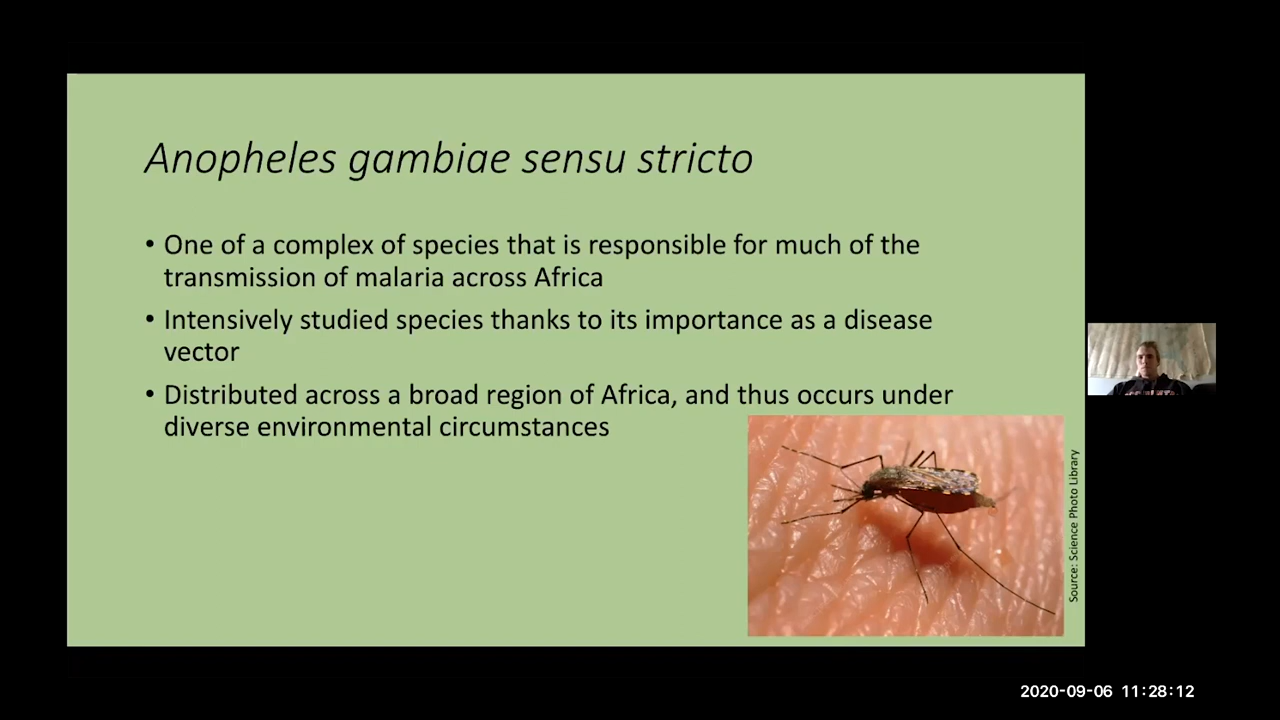 Anopheles gambiae sensu stricto
• One of a complex of species that is responsible for much of the
transmission of malaria across Africa
• Intensively studied species thanks to its importance as a disease
vector
• Distributed across a broad region of Africa, and thus occurs under
diverse environmental circumstances
Source: Science Photo Library
2020-09-06 11:28:12